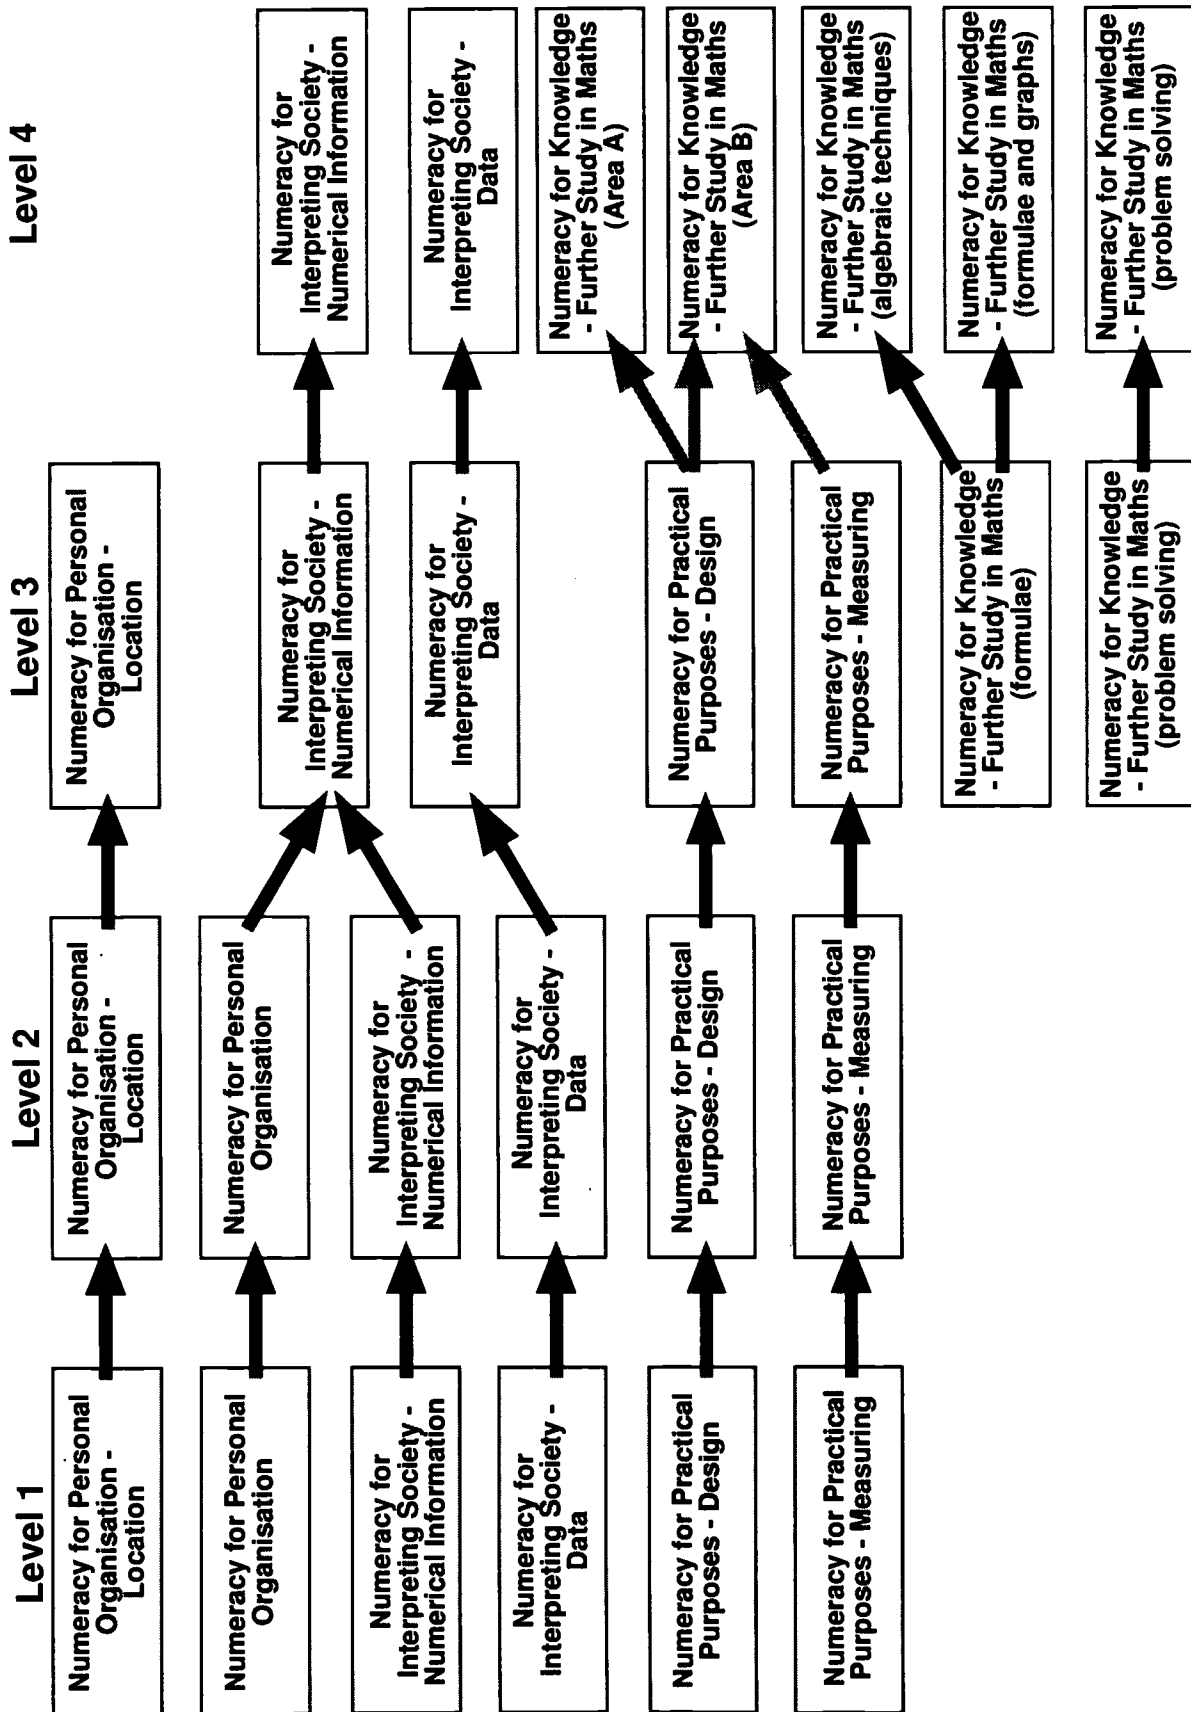 Level 1
Numeracy for Personal
Organisation -
Location
Numeracy for Personal
Organisation
Numeracy for
Interpreting Society -
Numerical Information
Numeracy for
Interpreting Society -
Data
Numeracy for Practical
Purposes - Design
Numeracy for Practical
Purposes - Measuring
Level 2
Numeracy for Personal
Organisation -
Location
Numeracy for Personal
Organisation
Numeracy for
Interpreting Society -
Numerical Information
Numeracy for
Interpreting Society -
Data
Numeracy for Practical
Purposes - Design
Numeracy for Practical
Purposes - Measuring
Level 3
Numeracy for Personal
Organisation -
Location
Numeracy for
Interpreting Society -
Numerical Information
Numeracy for
Interpreting Society -
Data
Numeracy for Practical
Purposes - Design
Numeracy for Practical
Purposes - Measuring
Numeracy for Knowledge
- Further Study in Maths
(formulae)
Numeracy for Knowledge
- Further Study in Maths
(problem solving)
Level 4
Numeracy for
Interpreting Society -
Numerical Information
Numeracy for
Interpreting Society -
Data
Numeracy for Knowledge
- Further Study in Maths
(Area A)
Numeracy for Knowledge
- Further Study in Maths
(Area B)
Numeracy for Knowledge
- Further Study in Maths
(algebraic techniques)
Numeracy for Knowledge
- Further Study in Maths
(formulae and graphs)
Numeracy for Knowledge
- Further Study in Maths
(problem solving)